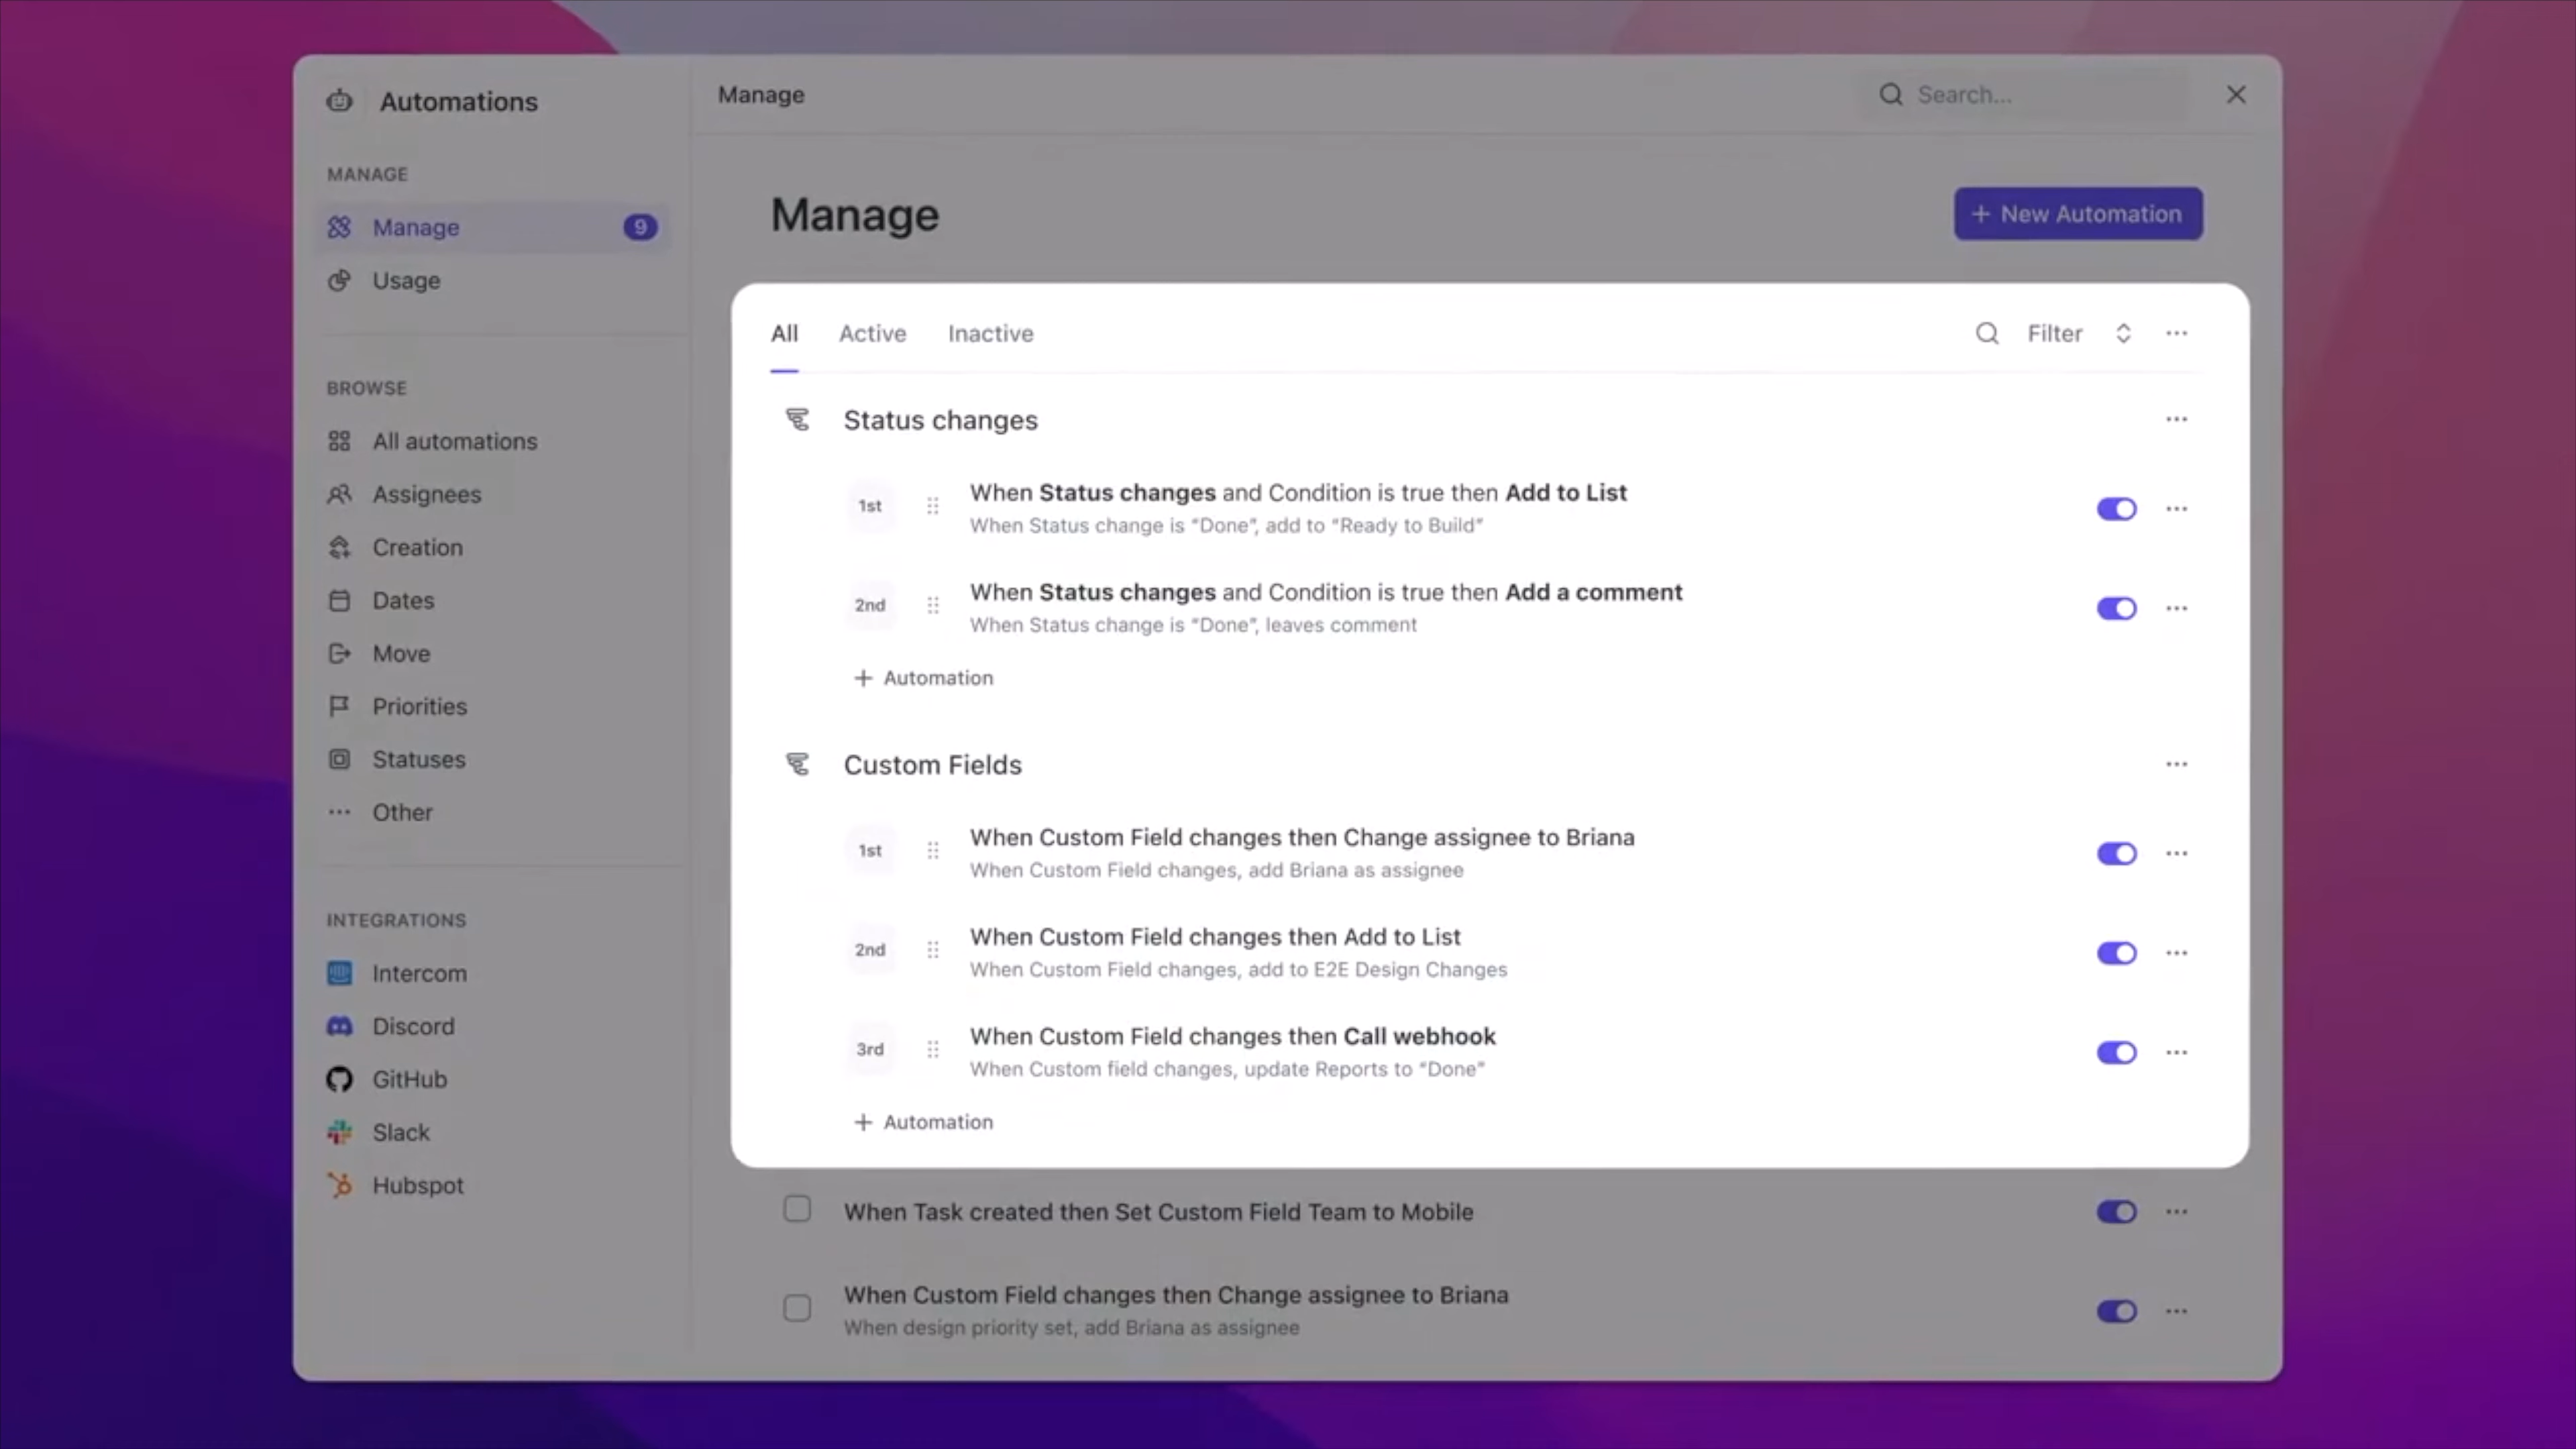 Automations
MANAGE
Manage 9
Usage
BROWSE
All automations
Assignees
Creation
Dates
Move
Priorities
Statuses
Other
INTEGRATIONS
Intercom
Discord
GitHub
Slack
Hubspot
Manage
Search...
Manage
+ New Automation
All Active Inactive
Filter
Status changes
1st
When Status changes and Condition is true then Add to List
When Status change is “Done”, add to “Ready to Build”
2nd
When Status changes and Condition is true then Add a comment
When Status change is “Done”, leaves comment
+ Automation
Custom Fields
1st
When Custom Field changes then Change assignee to Briana
When Custom Field changes, add Briana as assignee
2nd
When Custom Field changes then Add to List
When Custom Field changes, add to E2E Design Changes
3rd
When Custom Field changes then Call webhook
When Custom field changes, update Reports to “Done”
+ Automation
When Task created then Set Custom Field Team to Mobile
When Custom Field changes then Change assignee to Briana
When design priority set, add Briana as assignee